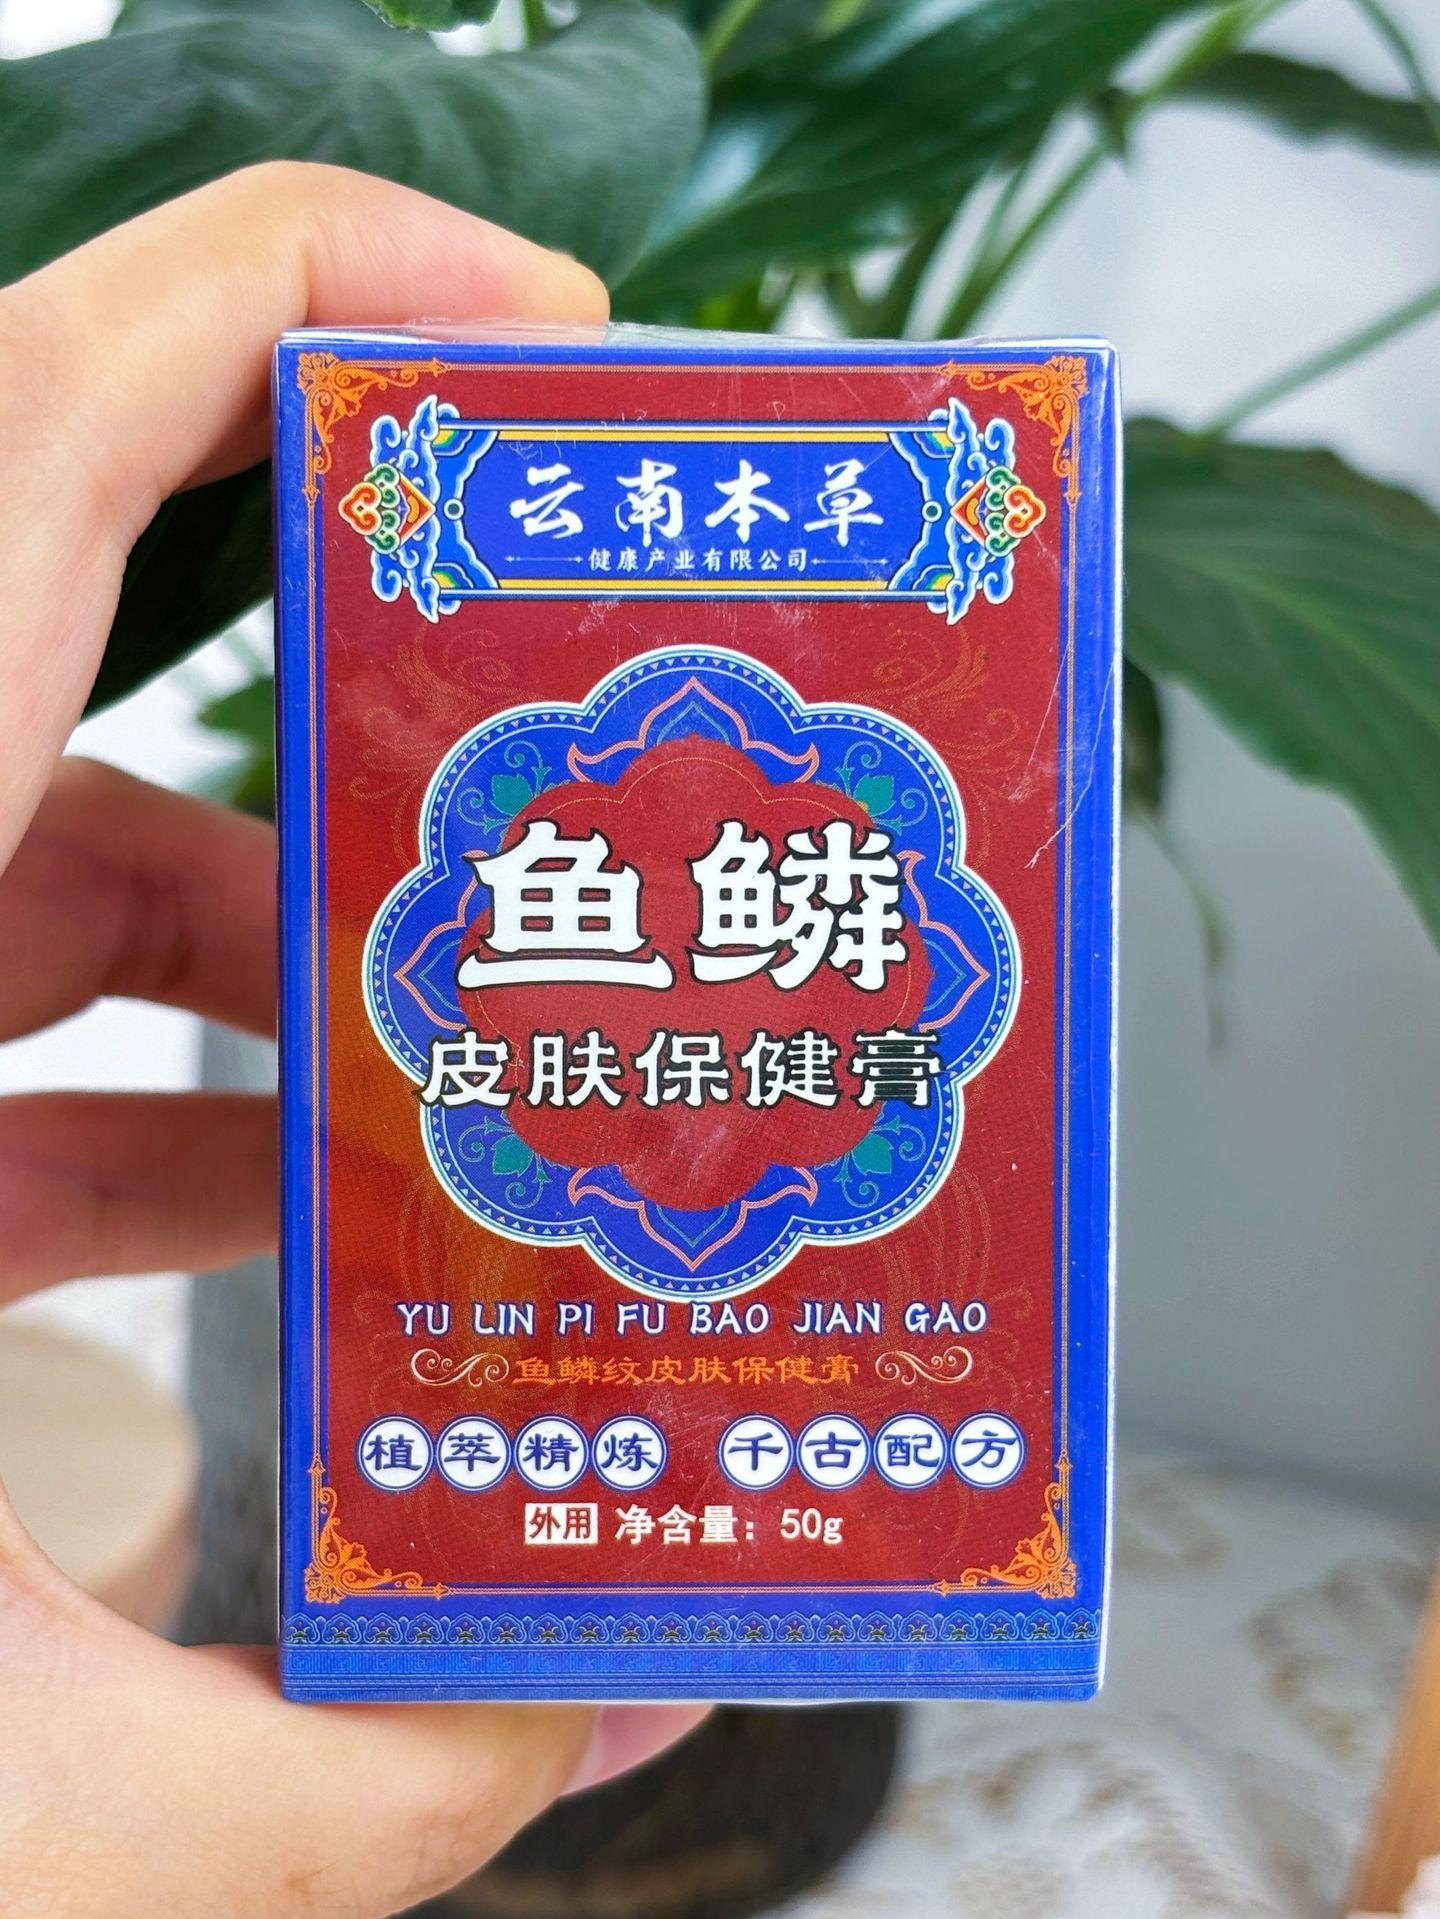 云南本草
健康产业有限公司
鱼鳞
皮肤保健膏
YU LIN PI FU BAO JIAN GAO
鱼鳞纹皮肤保健膏
植萃精炼 千古配方
外用 净含量：50g